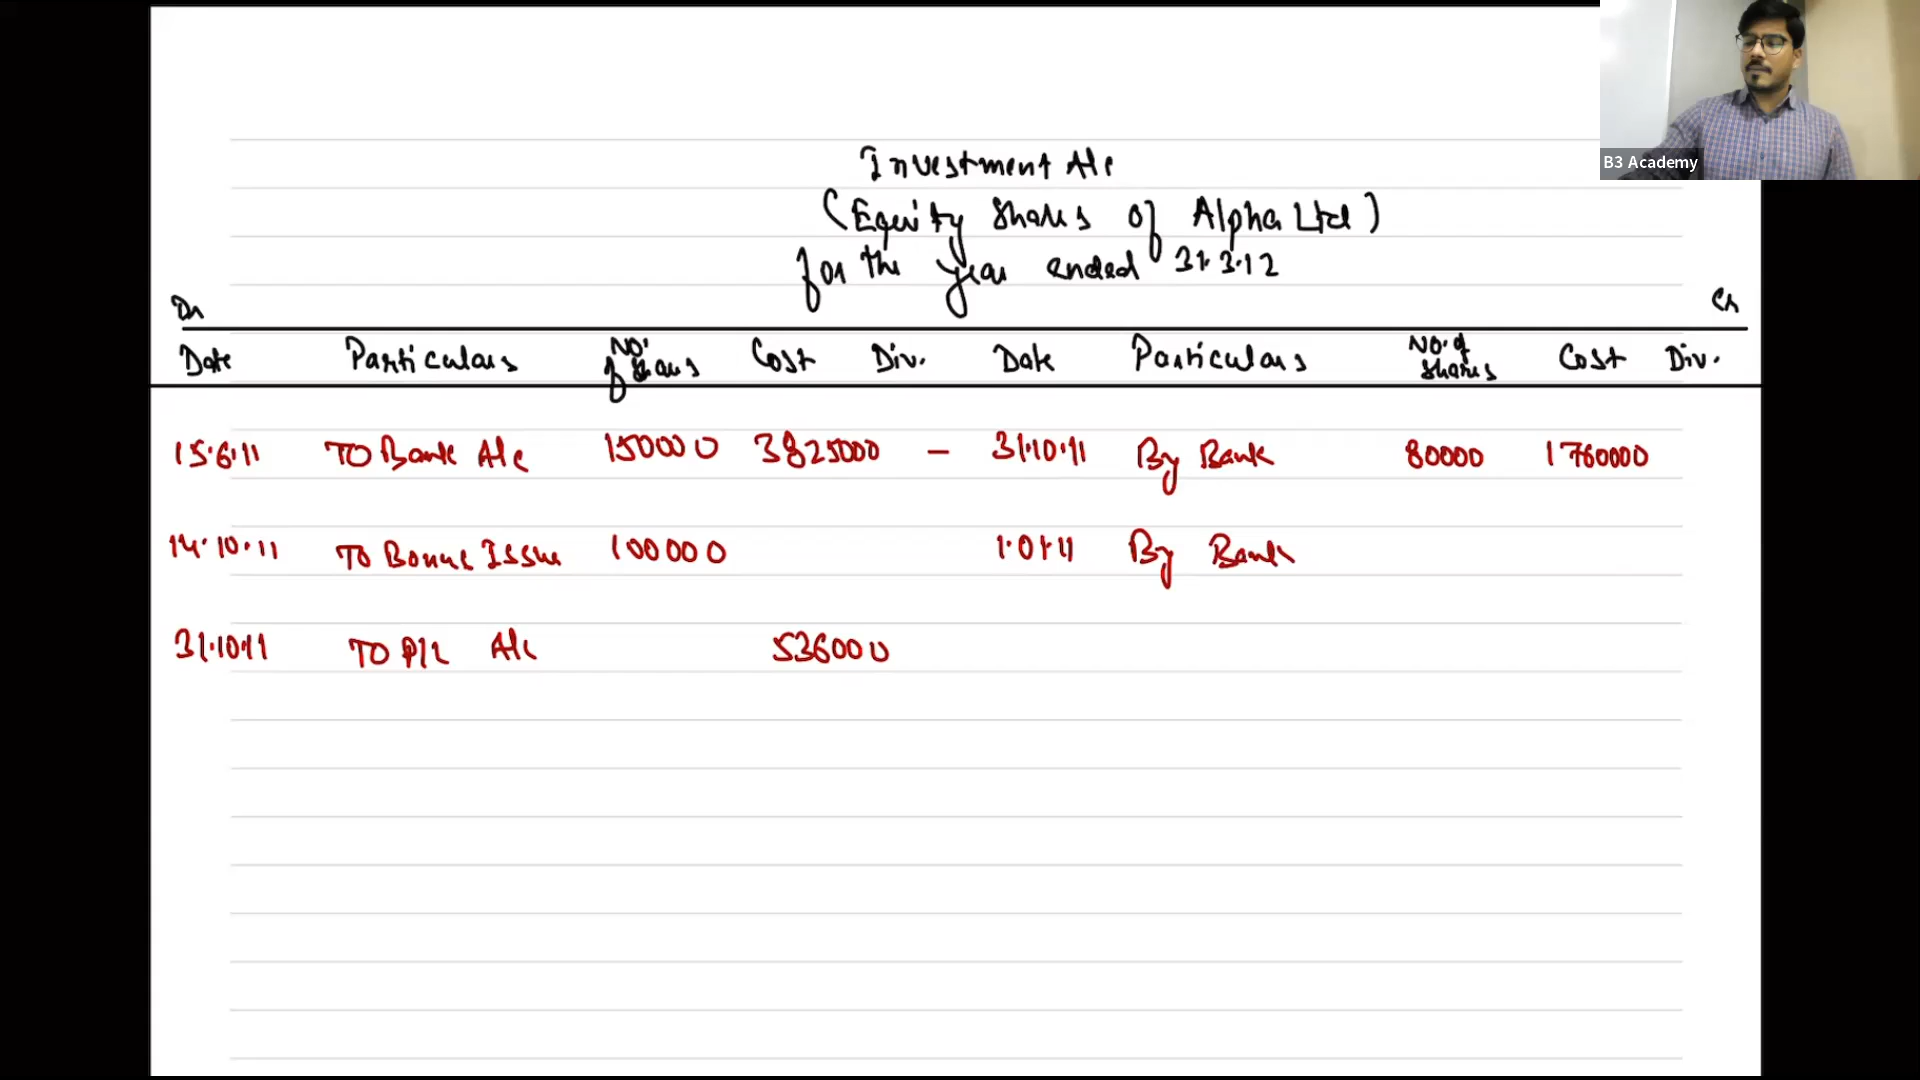 B3 Academy
Investment A/c
(Equity Shares of Alpha Ltd)
for the year ended 31.3.12
Dr Cr
Date Particulars No. of Shares Cost Div. Date Particulars No. of Shares Cost Div.
15.6.11 TO Bank A/c 150000 3825000 – 31.10.11 By Bank 80000 1760000
14.10.11 TO Bonus Issue 100000 1.01.11 By Bank
31.10.11 TO P/L A/c 536000